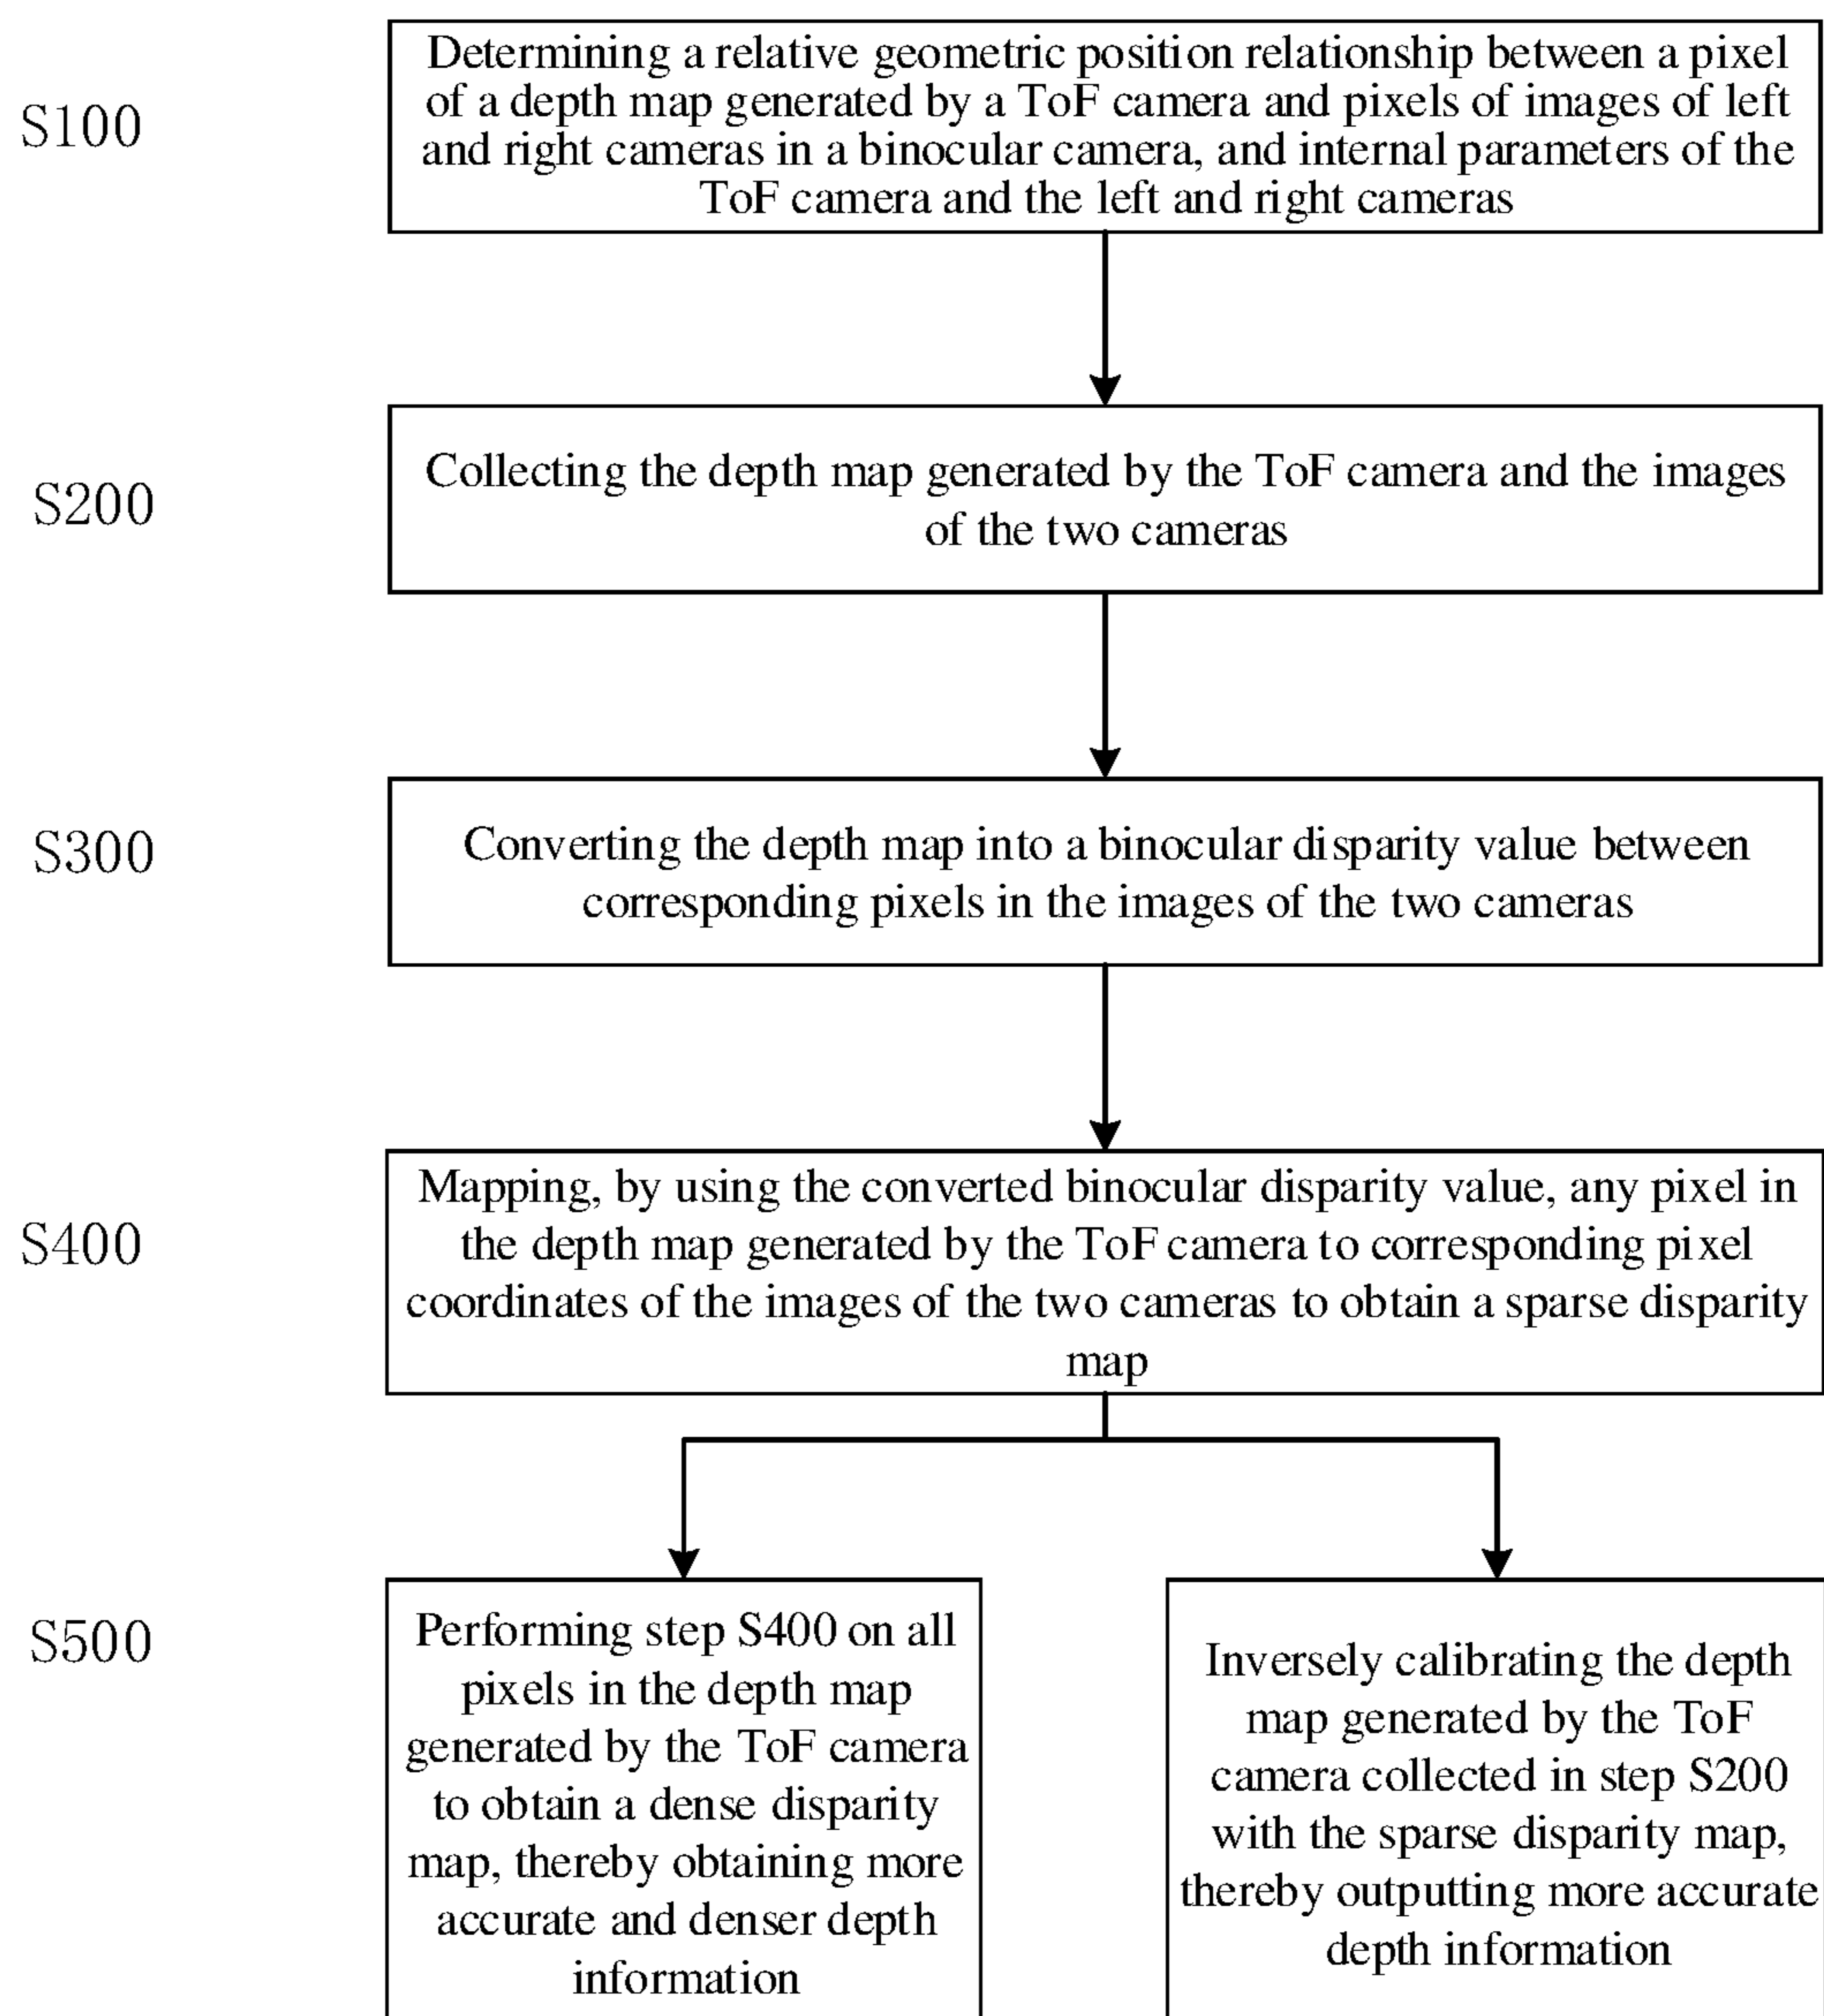 S100
Determining a relative geometric position relationship between a pixel
of a depth map generated by a ToF camera and pixels of images of left
and right cameras in a binocular camera, and internal parameters of the
ToF camera and the left and right cameras
S200
Collecting the depth map generated by the ToF camera and the images
of the two cameras
S300
Converting the depth map into a binocular disparity value between
corresponding pixels in the images of the two cameras
S400
Mapping, by using the converted binocular disparity value, any pixel in
the depth map generated by the ToF camera to corresponding pixel
coordinates of the images of the two cameras to obtain a sparse disparity
map
S500
Performing step S400 on all
pixels in the depth map
generated by the ToF camera
to obtain a dense disparity
map, thereby obtaining more
accurate and denser depth
information
Inversely calibrating the depth
map generated by the ToF
camera collected in step S200
with the sparse disparity map,
thereby outputting more accurate
depth information